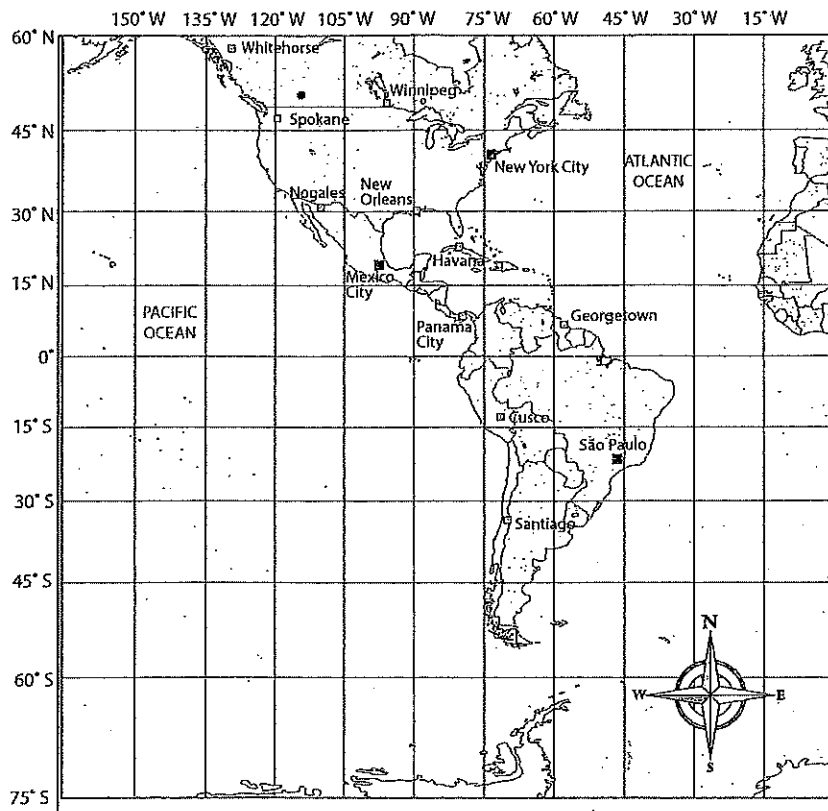 150°W 135°W 120°W 105°W 90°W 75°W 60°W 45°W 30°W 15°W
60° N
Whitehorse
Winnipeg
Spokane
45° N
New York City
ATLANTIC
OCEAN
Nogales
New
Orleans
30° N
Havana
15° N
Mexico
City
PACIFIC
OCEAN
Georgetown
Panama
City
0°
Cusco
15° S
São Paulo
30° S
Santiago
45° S
N
60° S
W
E
S
75° S